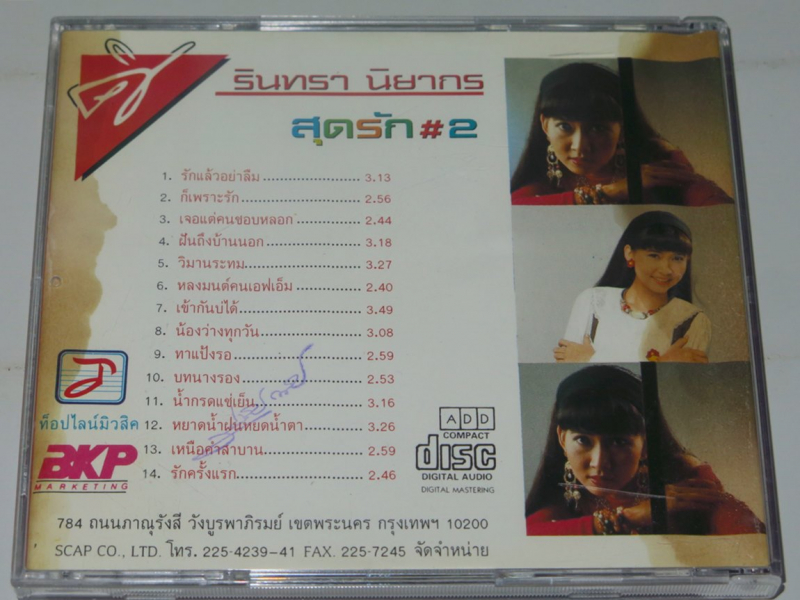 รินทรา นิยากร
สุดรัก #2
1. รักแล้วอย่าลืม 3.13
2. ก็เพราะรัก 2.56
3. เจอแต่คนชอบหลอก 2.44
4. ฝันถึงบ้านนอก 3.18
5. วิมานระทม 3.27
6. หลงมนต์คนเอฟเอ็ม 2.40
7. เข้ากันบ่ได้ 3.49
8. น้องว่างทุกวัน 3.08
9. ทาแป้งรอ 2.59
10. บทนางรอง 2.53
11. น้ำกรดแช่เย็น 3.16
12. หยาดน้ำฝนหยดน้ำตา 3.26
13. เหนือคำสาบาน 2.59
14. รักครั้งแรก 2.46
ท็อปไลน์มิวสิค
BKP
MARKETING
ADD
COMPACT
disc
DIGITAL AUDIO
DIGITAL MASTERING
784 ถนนภาณุรังสี วังบูรพาภิรมย์ เขตพระนคร กรุงเทพฯ 10200
SCAP CO., LTD. โทร. 225-4239-41 FAX. 225-7245 จัดจำหน่าย